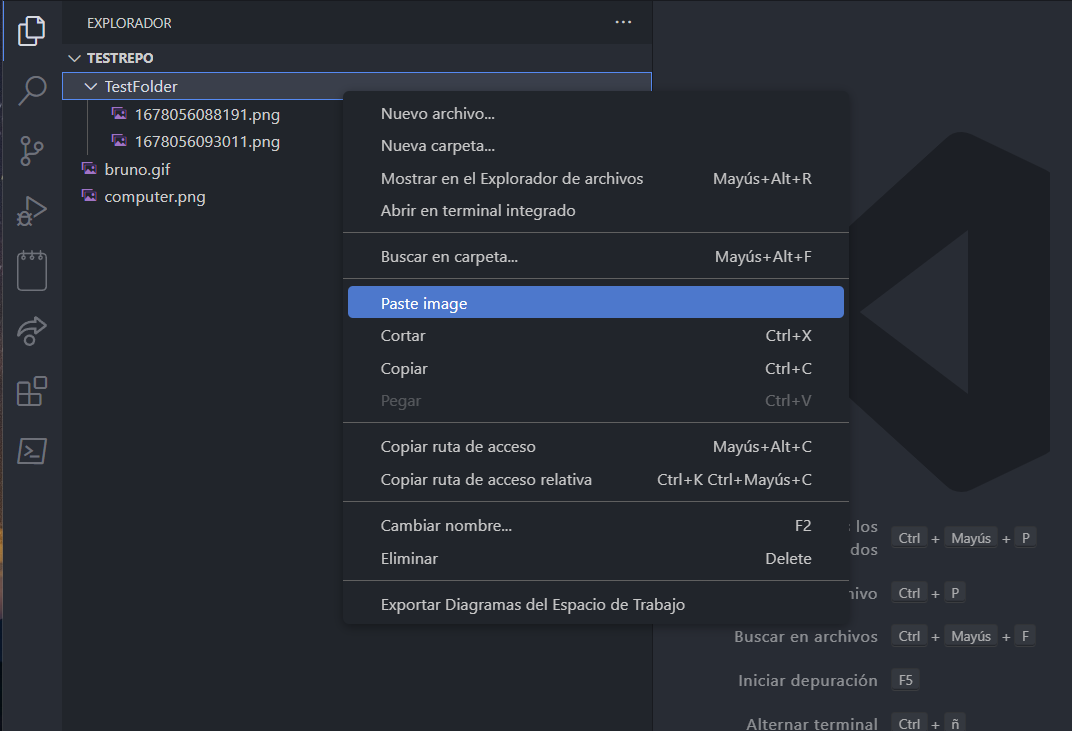 EXPLORADOR
TESTREPO
TestFolder
1678056088191.png
1678056093011.png
bruno.gif
computer.png
Nuevo archivo...
Nueva carpeta...
Mostrar en el Explorador de archivos Mayús+Alt+R
Abrir en terminal integrado
Buscar en carpeta... Mayús+Alt+F
Paste image
Cortar Ctrl+X
Copiar Ctrl+C
Pegar Ctrl+V
Copiar ruta de acceso Mayús+Alt+C
Copiar ruta de acceso relativa Ctrl+K Ctrl+Mayús+C
Cambiar nombre... F2
Eliminar Delete
Exportar Diagramas del Espacio de Trabajo
los
Ctrl + Mayús + P
Ctrl + P
Buscar en archivos Ctrl + Mayús + F
Iniciar depuración F5
Alternar terminal Ctrl + ñ